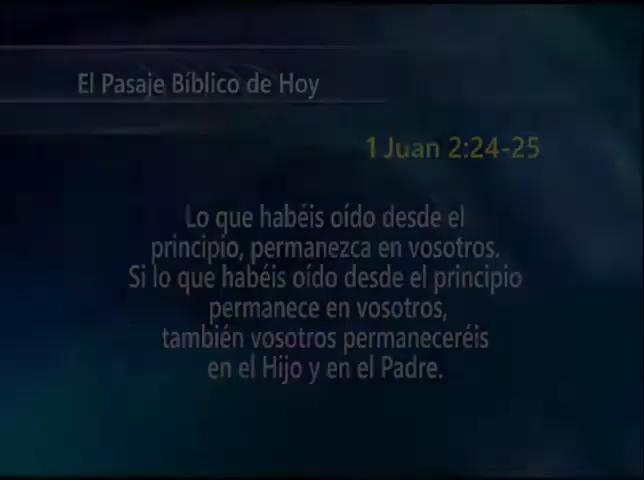 El Pasaje Bíblico de Hoy
1 Juan 2:24-25
Lo que habéis oído desde el
principio, permanezca en vosotros.
Si lo que habéis oído desde el principio
permanece en vosotros,
también vosotros permaneceréis
en el Hijo y en el Padre.